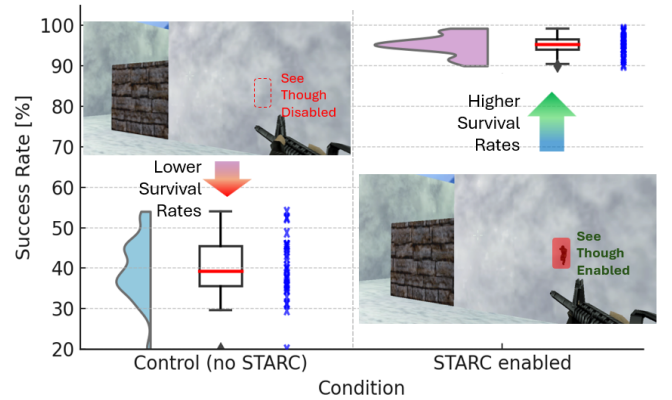 Success Rate [%]
100
90
80
70
60
50
40
30
20
See
Though
Disabled
Lower
Survival
Rates
Higher
Survival
Rates
See
Though
Enabled
Control (no STARC)
STARC enabled
Condition